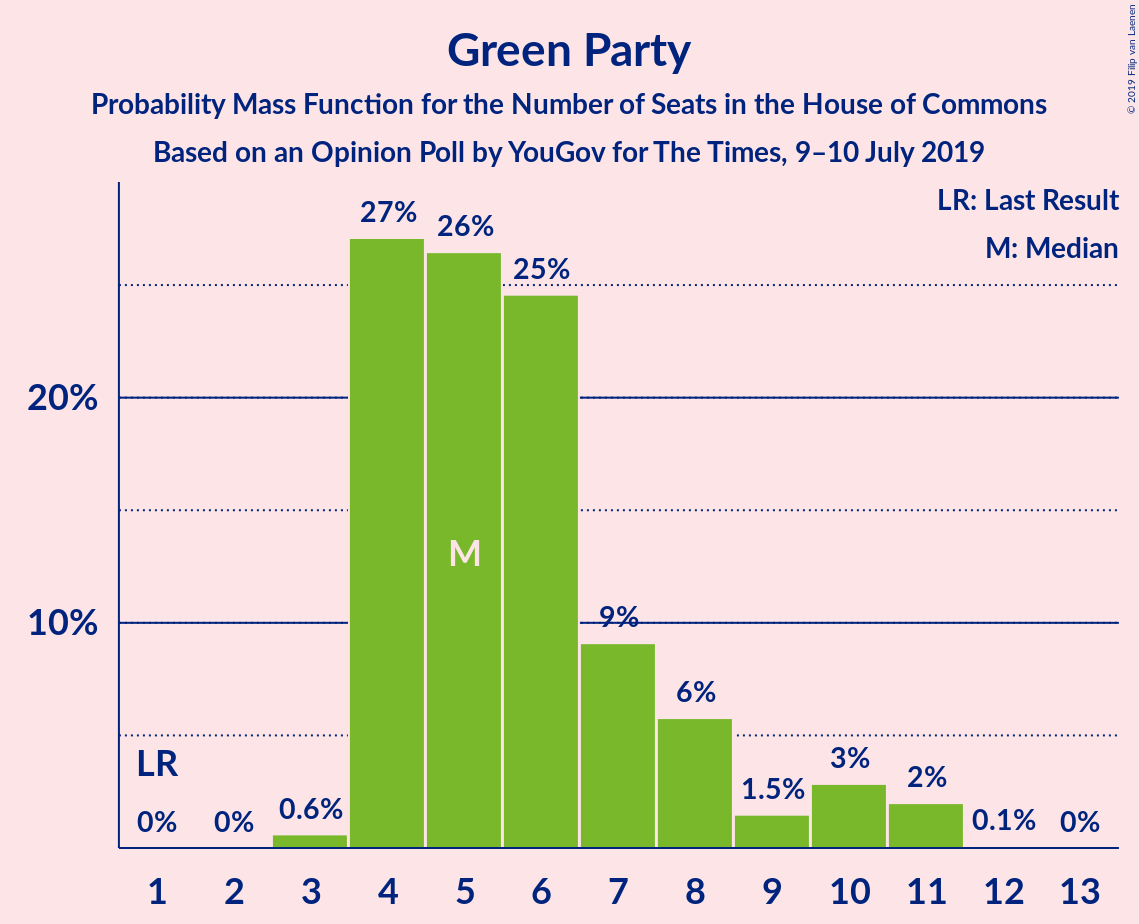 Green Party
Probability Mass Function for the Number of Seats in the House of Commons
Based on an Opinion Poll by YouGov for The Times, 9–10 July 2019
© 2019 Filip van Laenen
LR: Last Result
M: Median
27%
26%
25%
20%
M
10%
9%
6%
LR
3%
2%
1.5%
0.6%
0%
0%
0.1%
0%
1 2 3 4 5 6 7 8 9 10 11 12 13